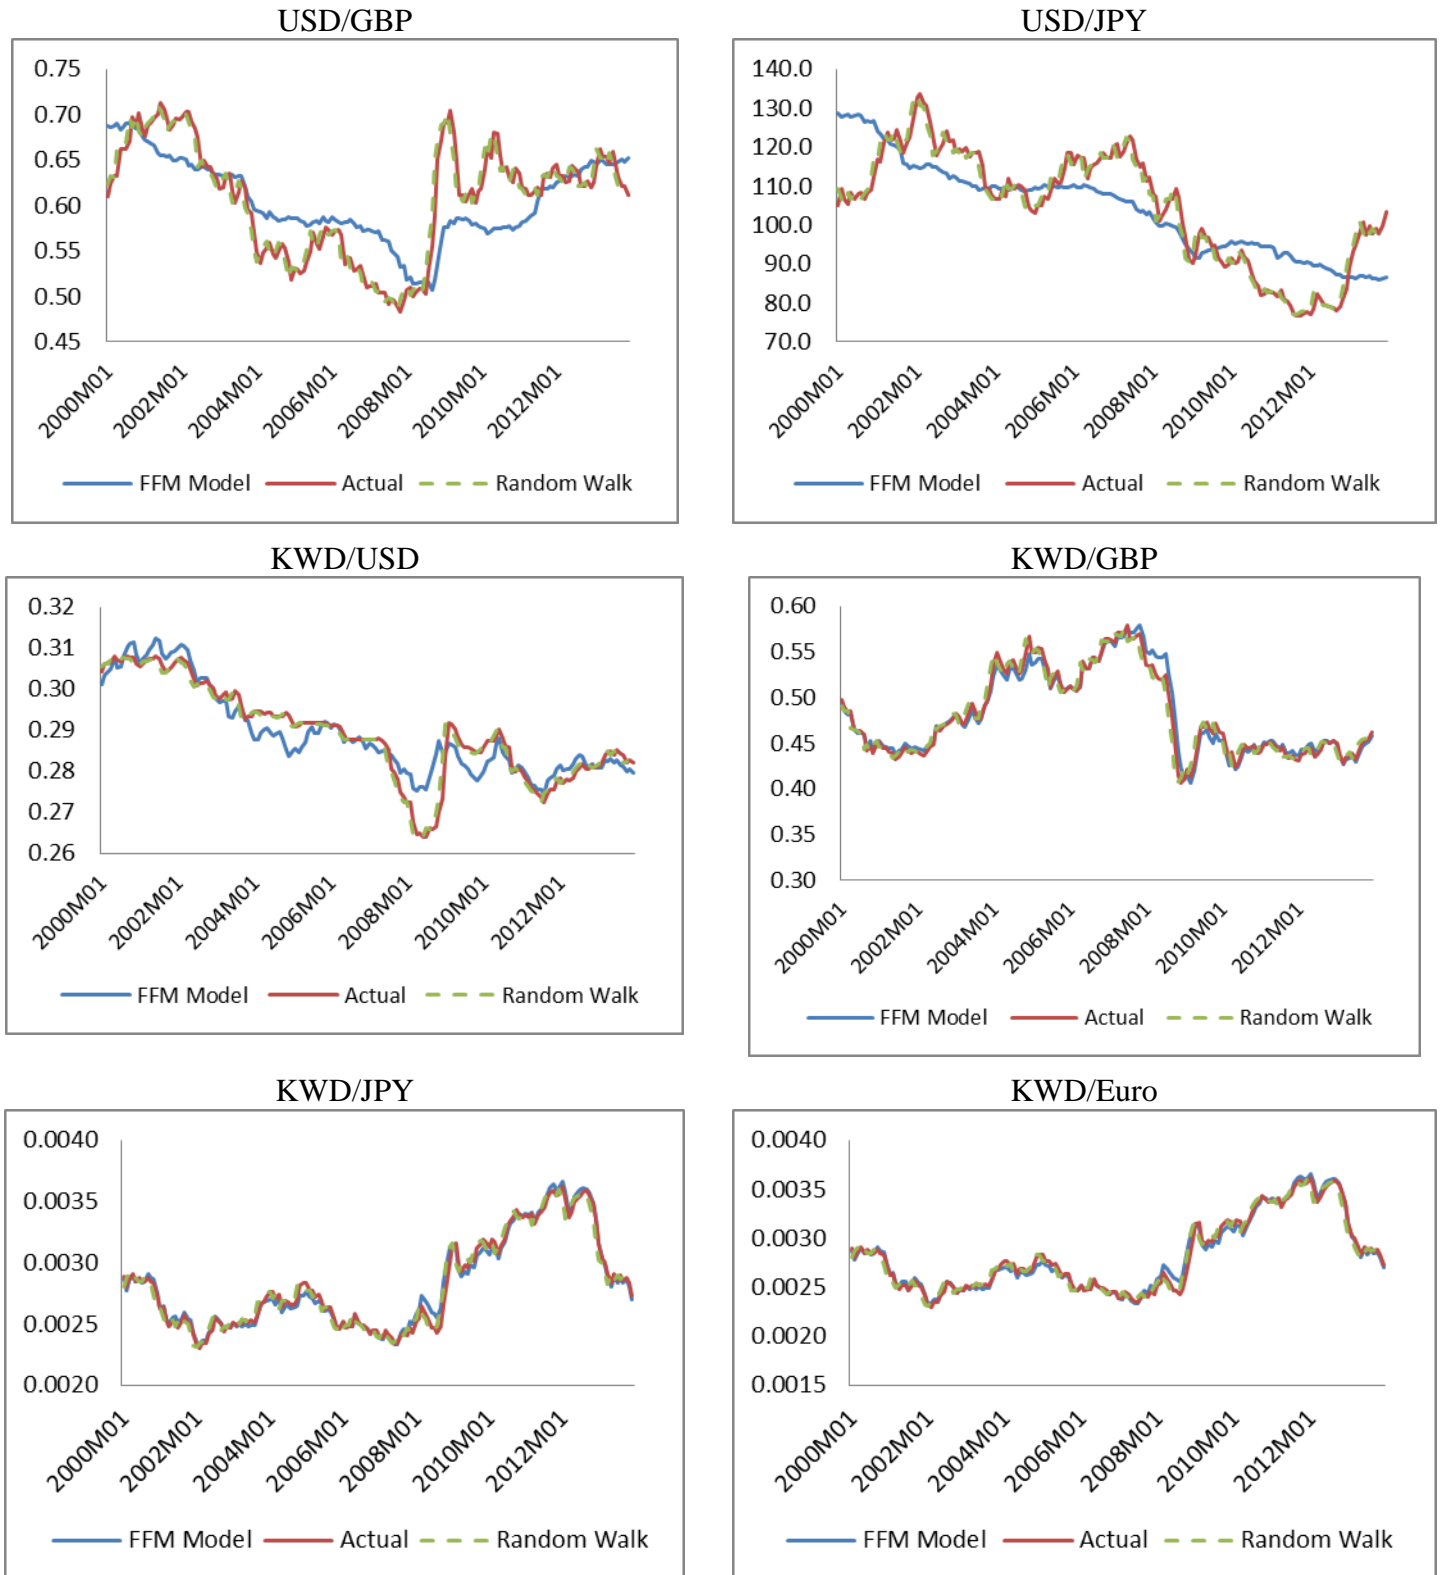 USD/GBP
0.75
0.70
0.65
0.60
0.55
0.50
0.45
2000M01
2002M01
2004M01
2006M01
2008M01
2010M01
2012M01
FFM Model Actual Random Walk
USD/JPY
140.0
130.0
120.0
110.0
100.0
90.0
80.0
70.0
2000M01
2002M01
2004M01
2006M01
2008M01
2010M01
2012M01
FFM Model Actual Random Walk
KWD/USD
0.32
0.31
0.30
0.29
0.28
0.27
0.26
2000M01
2002M01
2004M01
2006M01
2008M01
2010M01
2012M01
FFM Model Actual Random Walk
KWD/GBP
0.60
0.55
0.50
0.45
0.40
0.35
0.30
2000M01
2002M01
2004M01
2006M01
2008M01
2010M01
2012M01
FFM Model Actual Random Walk
KWD/JPY
0.0040
0.0035
0.0030
0.0025
0.0020
2000M01
2002M01
2004M01
2006M01
2008M01
2010M01
2012M01
FFM Model Actual Random Walk
KWD/Euro
0.0040
0.0035
0.0030
0.0025
0.0020
0.0015
2000M01
2002M01
2004M01
2006M01
2008M01
2010M01
2012M01
FFM Model Actual Random Walk